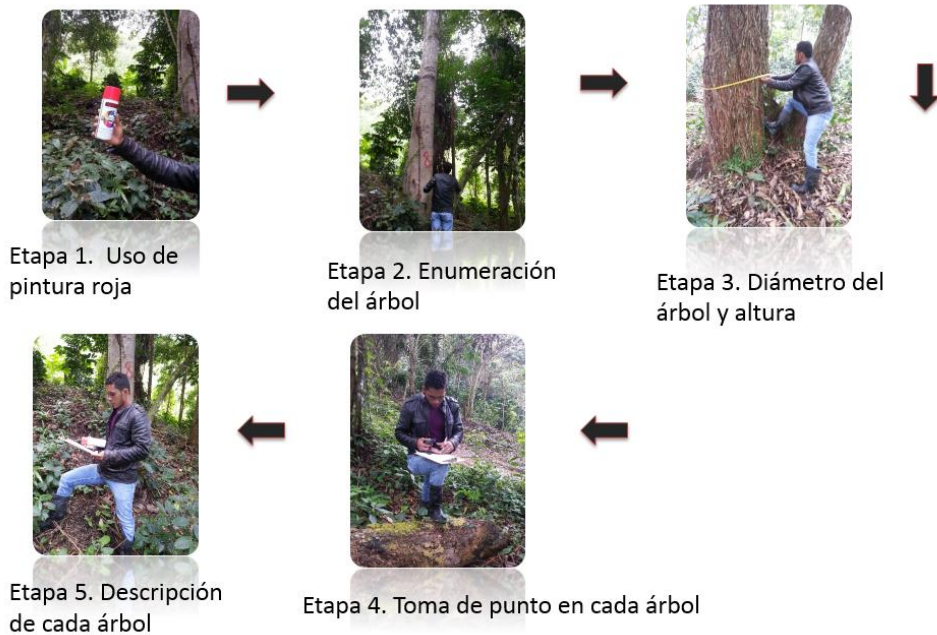 Etapa 1.  Uso de
pintura roja
Etapa 2. Enumeración
del árbol
Etapa 3. Diámetro del
árbol y altura
Etapa 4. Toma de punto en cada árbol
Etapa 5. Descripción
de cada árbol